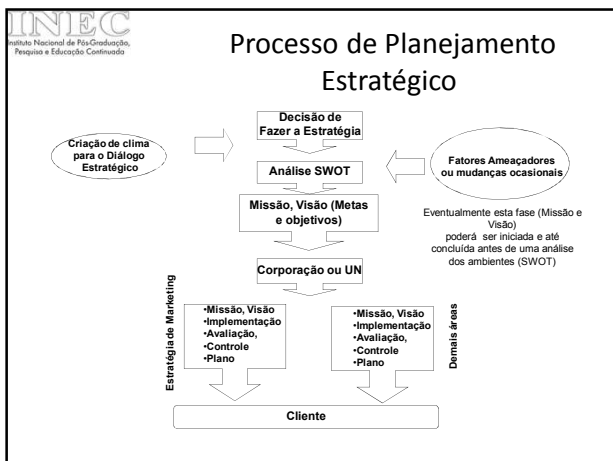 INEC
Instituto Nacional de Pós-Graduação,
Pesquisa e Educação Continuada
Processo de Planejamento
Estratégico
Criação de clima
para o Diálogo
Estratégico
Decisão de
Fazer a Estratégia
Análise SWOT
Fatores Ameaçadores
ou mudanças ocasionais
Missão, Visão (Metas
e objetivos)
Eventualmente esta fase (Missão e
Visão)
poderá ser iniciada e até
concluída antes de uma análise
dos ambientes (SWOT)
Corporação ou UN
Estratégia de Marketing
•Missão, Visão
•Implementação
•Avaliação,
•Controle
•Plano
•Missão, Visão
•Implementação
•Avaliação,
•Controle
•Plano
Demais áreas
Cliente